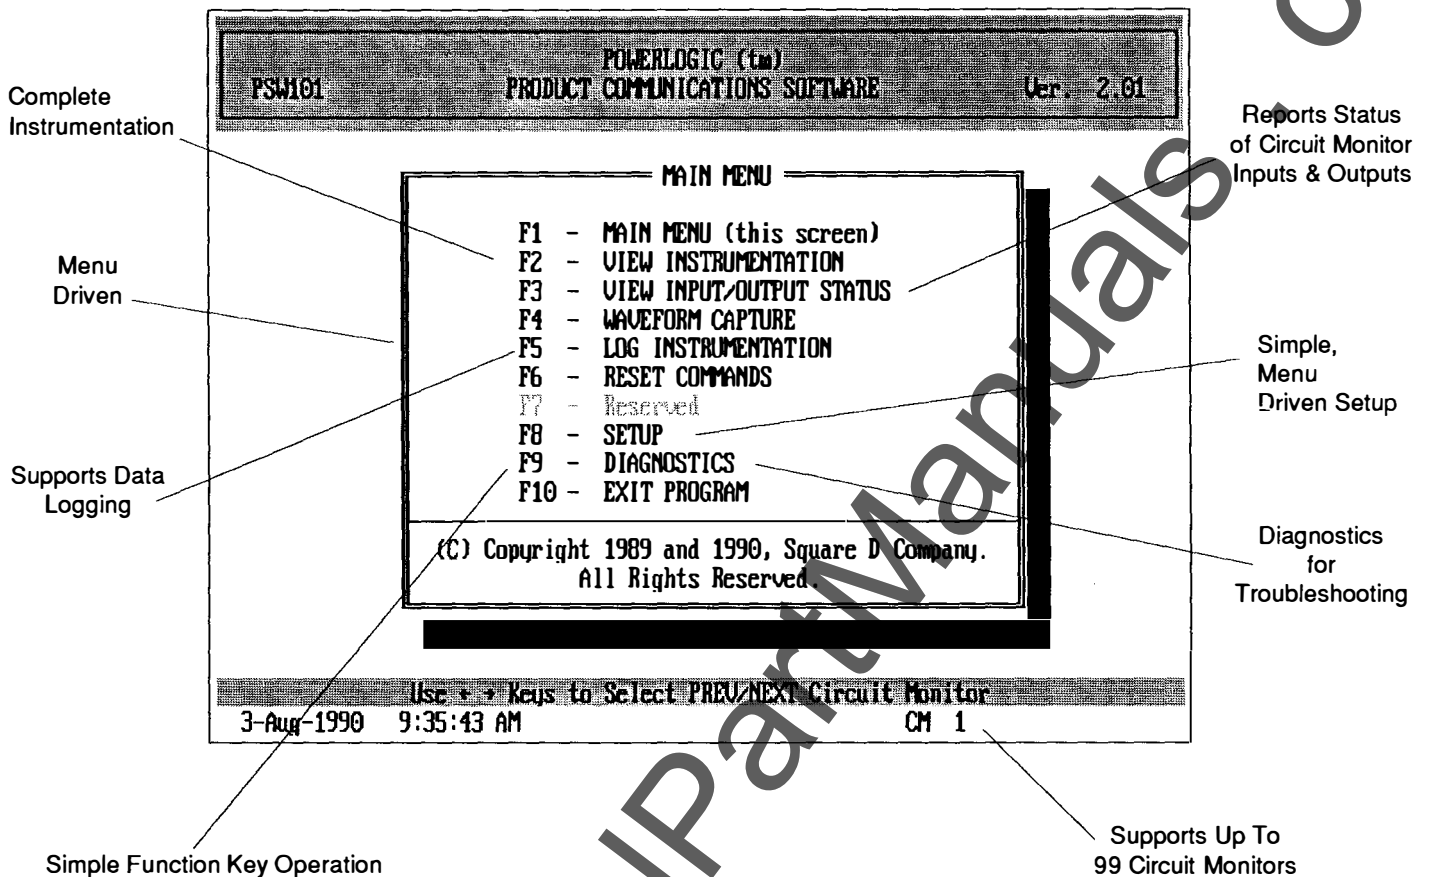 POWERLOGIC (tm)
PSW101 PRODUCT COMMUNICATIONS SOFTWARE Ver. 2.01
Complete
Instrumentation
Reports Status
of Circuit Monitor
Inputs & Outputs
MAIN MENU
F1 - MAIN MENU (this screen)
F2 - VIEW INSTRUMENTATION
F3 - VIEW INPUT/OUTPUT STATUS
F4 - WAVEFORM CAPTURE
F5 - LOG INSTRUMENTATION
F6 - RESET COMMANDS
F7 - Reserved
F8 - SETUP
F9 - DIAGNOSTICS
F10 - EXIT PROGRAM
Menu
Driven
Simple,
Menu
Driven Setup
Supports Data
Logging
(C) Copyright 1989 and 1990, Square D Company.
All Rights Reserved.
Diagnostics
for
Troubleshooting
Use ← → Keys to Select PREV/NEXT Circuit Monitor
3-Aug-1990 9:35:43 AM CM 1
Simple Function Key Operation
Supports Up To
99 Circuit Monitors
lPartManuals